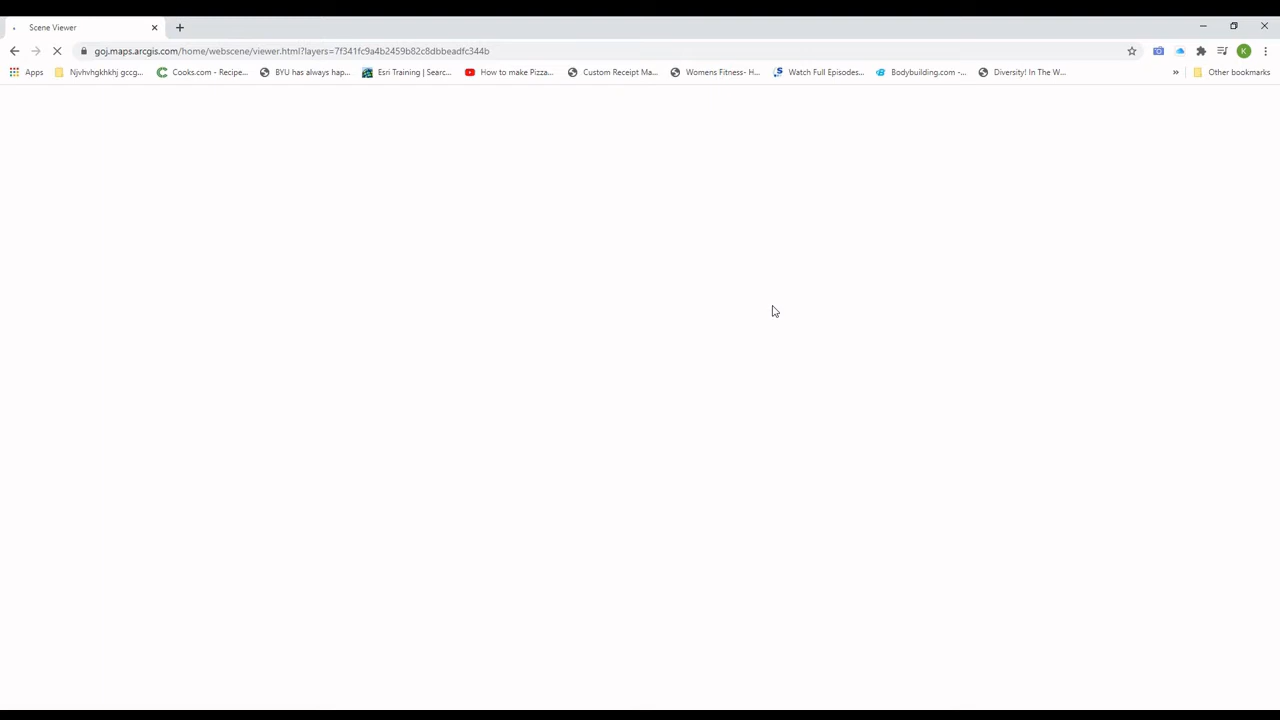 Scene Viewer
goj.maps.arcgis.com/home/webscene/viewer.html?layers=7f341fc9a4b2459b82c8dbbeadfc344b
K
Apps Njvhvhgkhkhj gccg... Cooks.com - Recipe... BYU has always hap... Esri Training | Searc... How to make Pizza... Custom Receipt Ma... Womens Fitness- H... Watch Full Episodes... Bodybuilding.com -... Diversity! In The W... » Other bookmarks